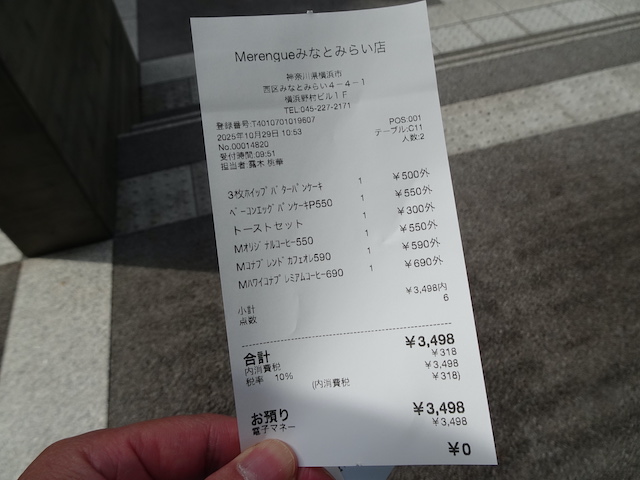 Merengueみなとみらい店
神奈川県横浜市
西区みなとみらい4-4-1
横浜野村ビル1F
TEL045-227-2171
登録番号:T4010701019607
2025年10月29日 10:53 POS:001
No.00014820 テーブル:C11
受付時間 09:51 人数:2
担当者:露木 桃華
3枚ホイップバターパンケーキ 1 ¥500外
ベーコンエッグパンケーキP550 1 ¥550外
トーストセット 1 ¥300外
Mオリジナルコーヒー550 1 ¥550外
Mコナブレンドカフェオレ590 1 ¥590外
Mハワイコナプレミアムコーヒー690 1 ¥690外
小計 ¥3,498内
点数 6
合計 ¥3,498
内消費税 ¥318
税率 10% ¥3,498
(内消費税 ¥318)
お預り ¥3,498
電子マネー ¥3,498
¥0